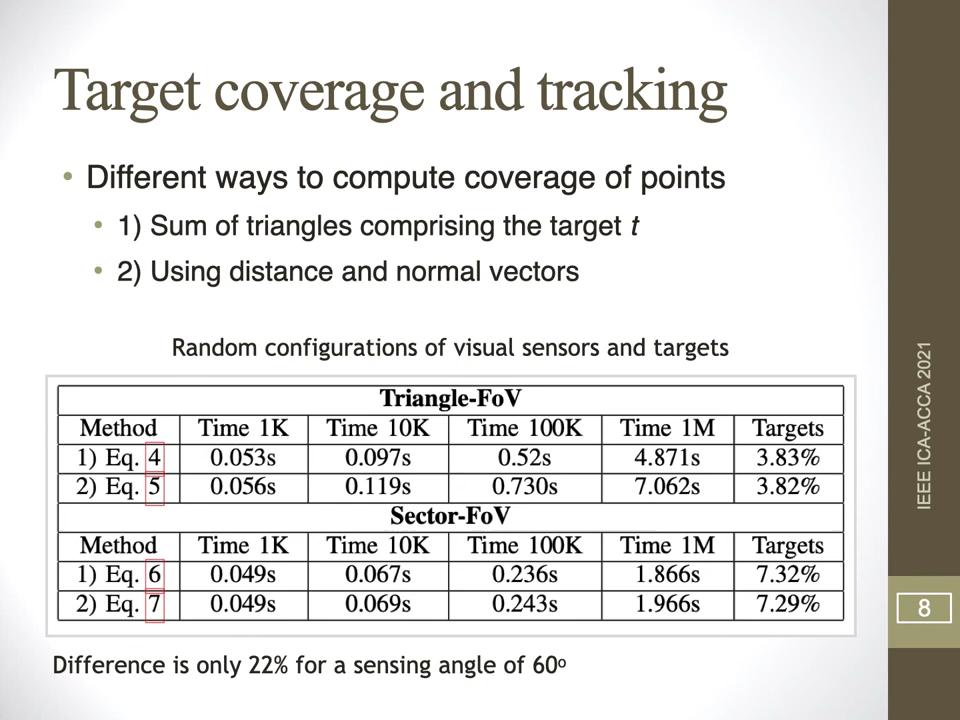 Target coverage and tracking
• Different ways to compute coverage of points
• 1) Sum of triangles comprising the target t
• 2) Using distance and normal vectors
Random configurations of visual sensors and targets
Triangle-FoV
Method Time 1K Time 10K Time 100K Time 1M Targets
1) Eq. 4 0.053s 0.097s 0.52s 4.871s 3.83%
2) Eq. 5 0.056s 0.119s 0.730s 7.062s 3.82%
Sector-FoV
Method Time 1K Time 10K Time 100K Time 1M Targets
1) Eq. 6 0.049s 0.067s 0.236s 1.866s 7.32%
2) Eq. 7 0.049s 0.069s 0.243s 1.966s 7.29%
Difference is only 22% for a sensing angle of 60º
IEEE ICA-ACCA 2021
8